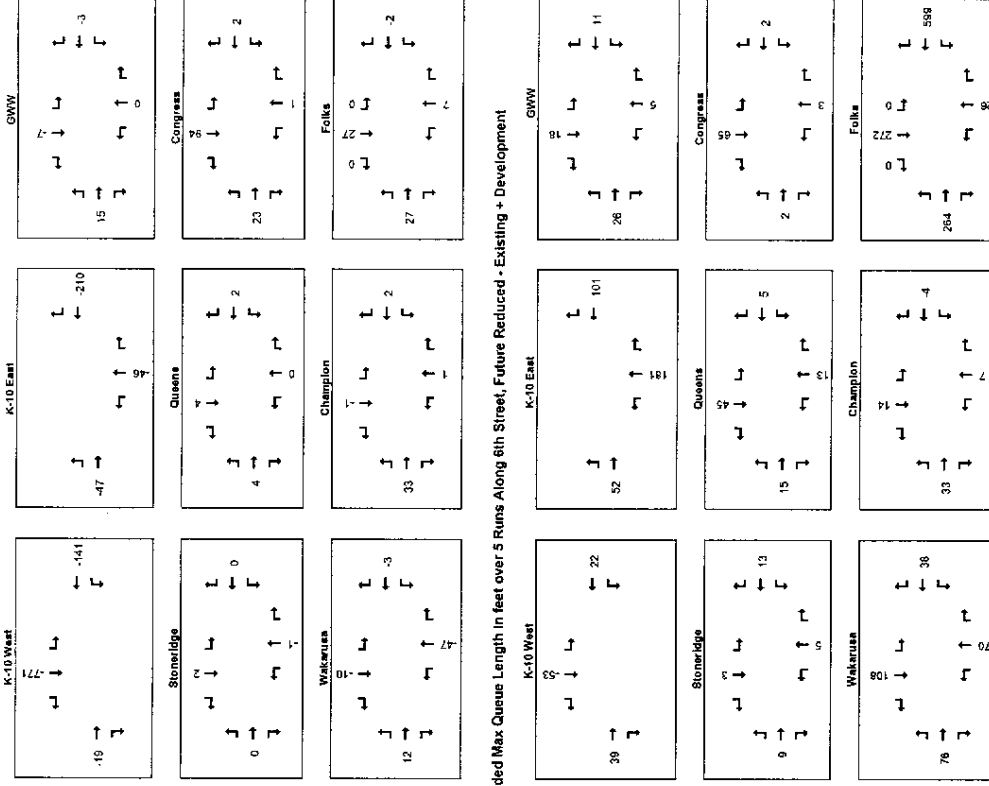 K-10 West K-10 East GWW
-771 -7
-19 -141 -47 -210 15 -3
-46 0
Stoneridge Queens Congress
2 4 94
0 0 4 2 23 2
-1 0 1
Wakarusa Champion Folks
-10 -1 0 27 0
12 -3 33 2 27 -2
-47 1 7
ded Max Queue Length in feet over 5 Runs Along 6th Street, Future Reduced - Existing + Development
K-10 West K-10 East GWW
-53 18
39 22 52 101 26 11
181 5
Stoneridge Queens Congress
3 45 65
9 13 15 -5 2 2
5 13 3
Wakarusa Champion Folks
108 14 0 272 0
76 38 33 -4 264 599
70 7